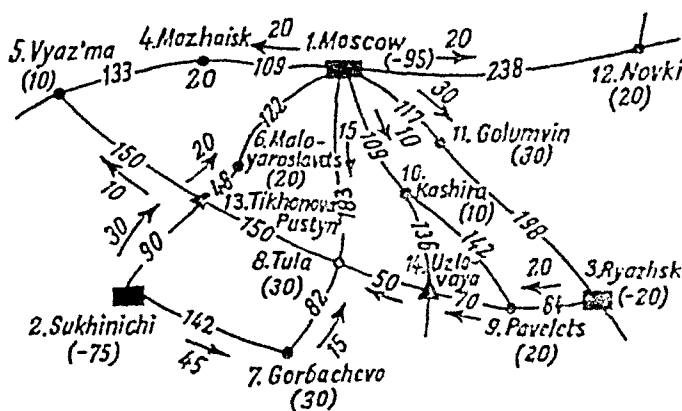 20
20
4.Mozhaisk
1.Moscow
(-95)
5.Vyaz'ma
(10)
133
20
109
238
12.Novki
(20)
122
30
117
15
109
10
11. Golumvin
(30)
20
6.Malo-
yaroslavets
(20)
150
10
48
13.Tikhonova
Pustyn'
183
10.
Kashira
(10)
198
30
90
150
136
142
8.Tula
(30)
14.Uzlo-
vaya
50
70
20
64
3.Ryazhsk
(-20)
2.Sukhinichi
(-75)
142
45
82
15
9.Pavelets
(20)
7.Gorbachevo
(30)